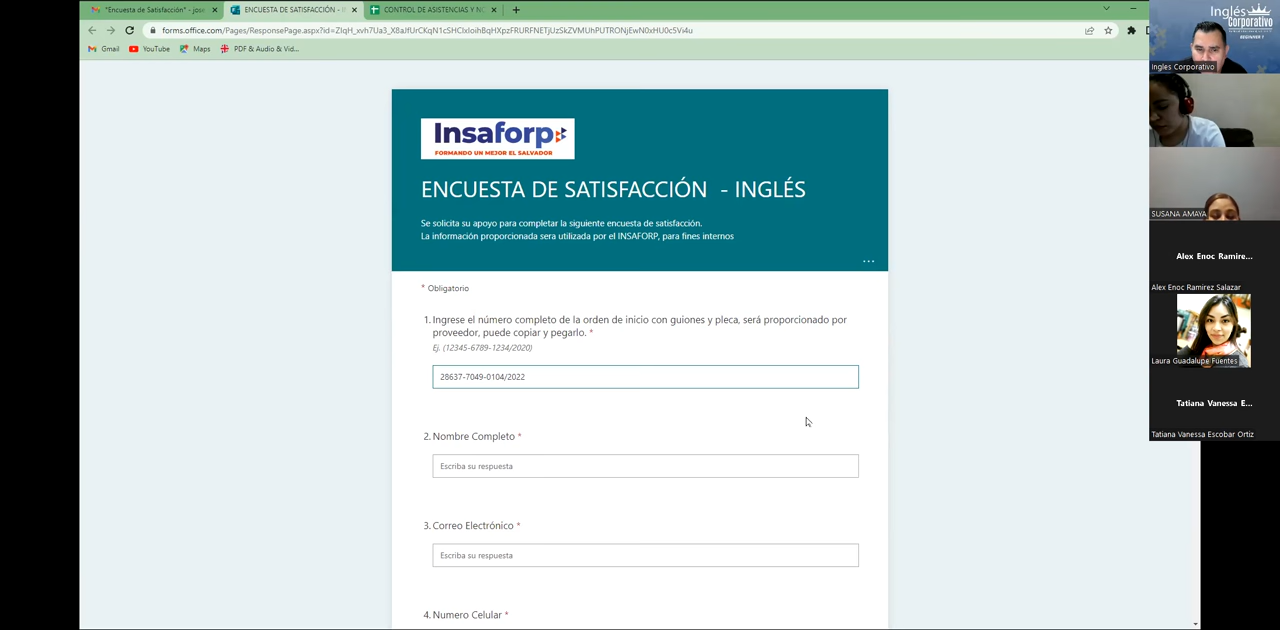 "Encuesta de Satisfacción" - jose
ENCUESTA DE SATISFACCIÓN - I
CONTROL DE ASISTENCIAS Y NO
forms.office.com/Pages/ResponsePage.aspx?id=
Gmail
YouTube
Maps
PDF & Audio & Vid...
Insaforp
FORMANDO UN MEJOR EL SALVADOR
ENCUESTA DE SATISFACCIÓN - INGLÉS
Se solicita su apoyo para completar la siguiente encuesta de satisfacción.
La información proporcionada sera utilizada por el INSAFORP, para fines internos
...
* Obligatorio
1. Ingrese el número completo de la orden de inicio con guiones y pleca, será proporcionado por
proveedor, puede copiar y pegarlo. *
Ej. (12345-6789-1234/2020)
28637-7049-0104/2022
2. Nombre Completo *
Escriba su respuesta
3. Correo Electrónico *
Escriba su respuesta
4. Numero Celular *
Inglés
Corporativo
BEGINNER 1
Ingles Corporativo
SUSANA AMAYA
Alex Enoc Ramire...
Alex Enoc Ramirez Salazar
Laura Guadalupe Fuentes
Tatiana Vanessa E...
Tatiana Vanessa Escobar Ortiz